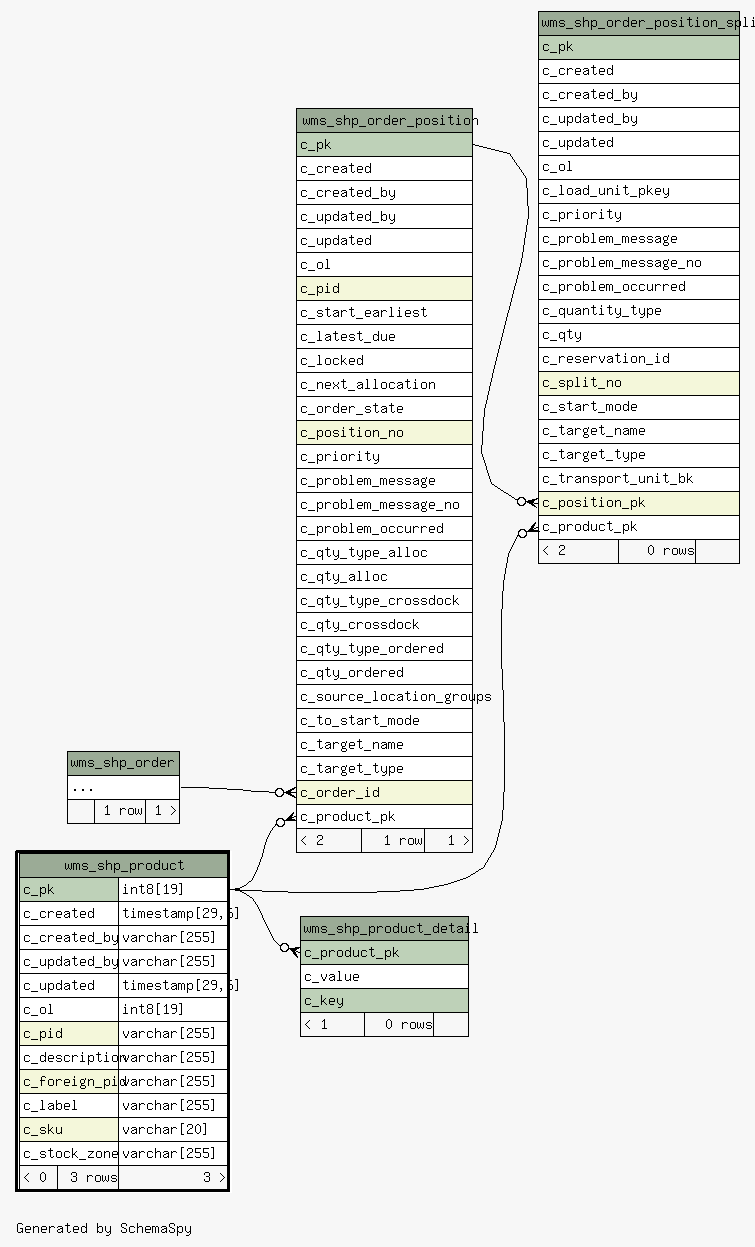 wms_shp_order_position_spli
c_pk
c_created
c_created_by
c_updated_by
c_updated
c_ol
c_load_unit_pkey
c_priority
c_problem_message
c_problem_message_no
c_problem_occurred
c_quantity_type
c_qty
c_reservation_id
c_split_no
c_start_mode
c_target_name
c_target_type
c_transport_unit_bk
c_position_pk
c_product_pk
< 2 0 rows
wms_shp_order_position
c_pk
c_created
c_created_by
c_updated_by
c_updated
c_ol
c_pid
c_start_earliest
c_latest_due
c_locked
c_next_allocation
c_order_state
c_position_no
c_priority
c_problem_message
c_problem_message_no
c_problem_occurred
c_qty_type_alloc
c_qty_alloc
c_qty_type_crossdock
c_qty_crossdock
c_qty_type_ordered
c_qty_ordered
c_source_location_groups
c_to_start_mode
c_target_name
c_target_type
c_order_id
c_product_pk
< 2 1 row 1 >
wms_shp_order
...
1 row 1 >
wms_shp_product
c_pk int8[19]
c_created timestamp[29,6]
c_created_by varchar[255]
c_updated_by varchar[255]
c_updated timestamp[29,6]
c_ol int8[19]
c_pid varchar[255]
c_description varchar[255]
c_foreign_pid varchar[255]
c_label varchar[255]
c_sku varchar[20]
c_stock_zone varchar[255]
< 0 3 rows 3 >
wms_shp_product_detail
c_product_pk
c_value
c_key
< 1 0 rows
Generated by SchemaSpy